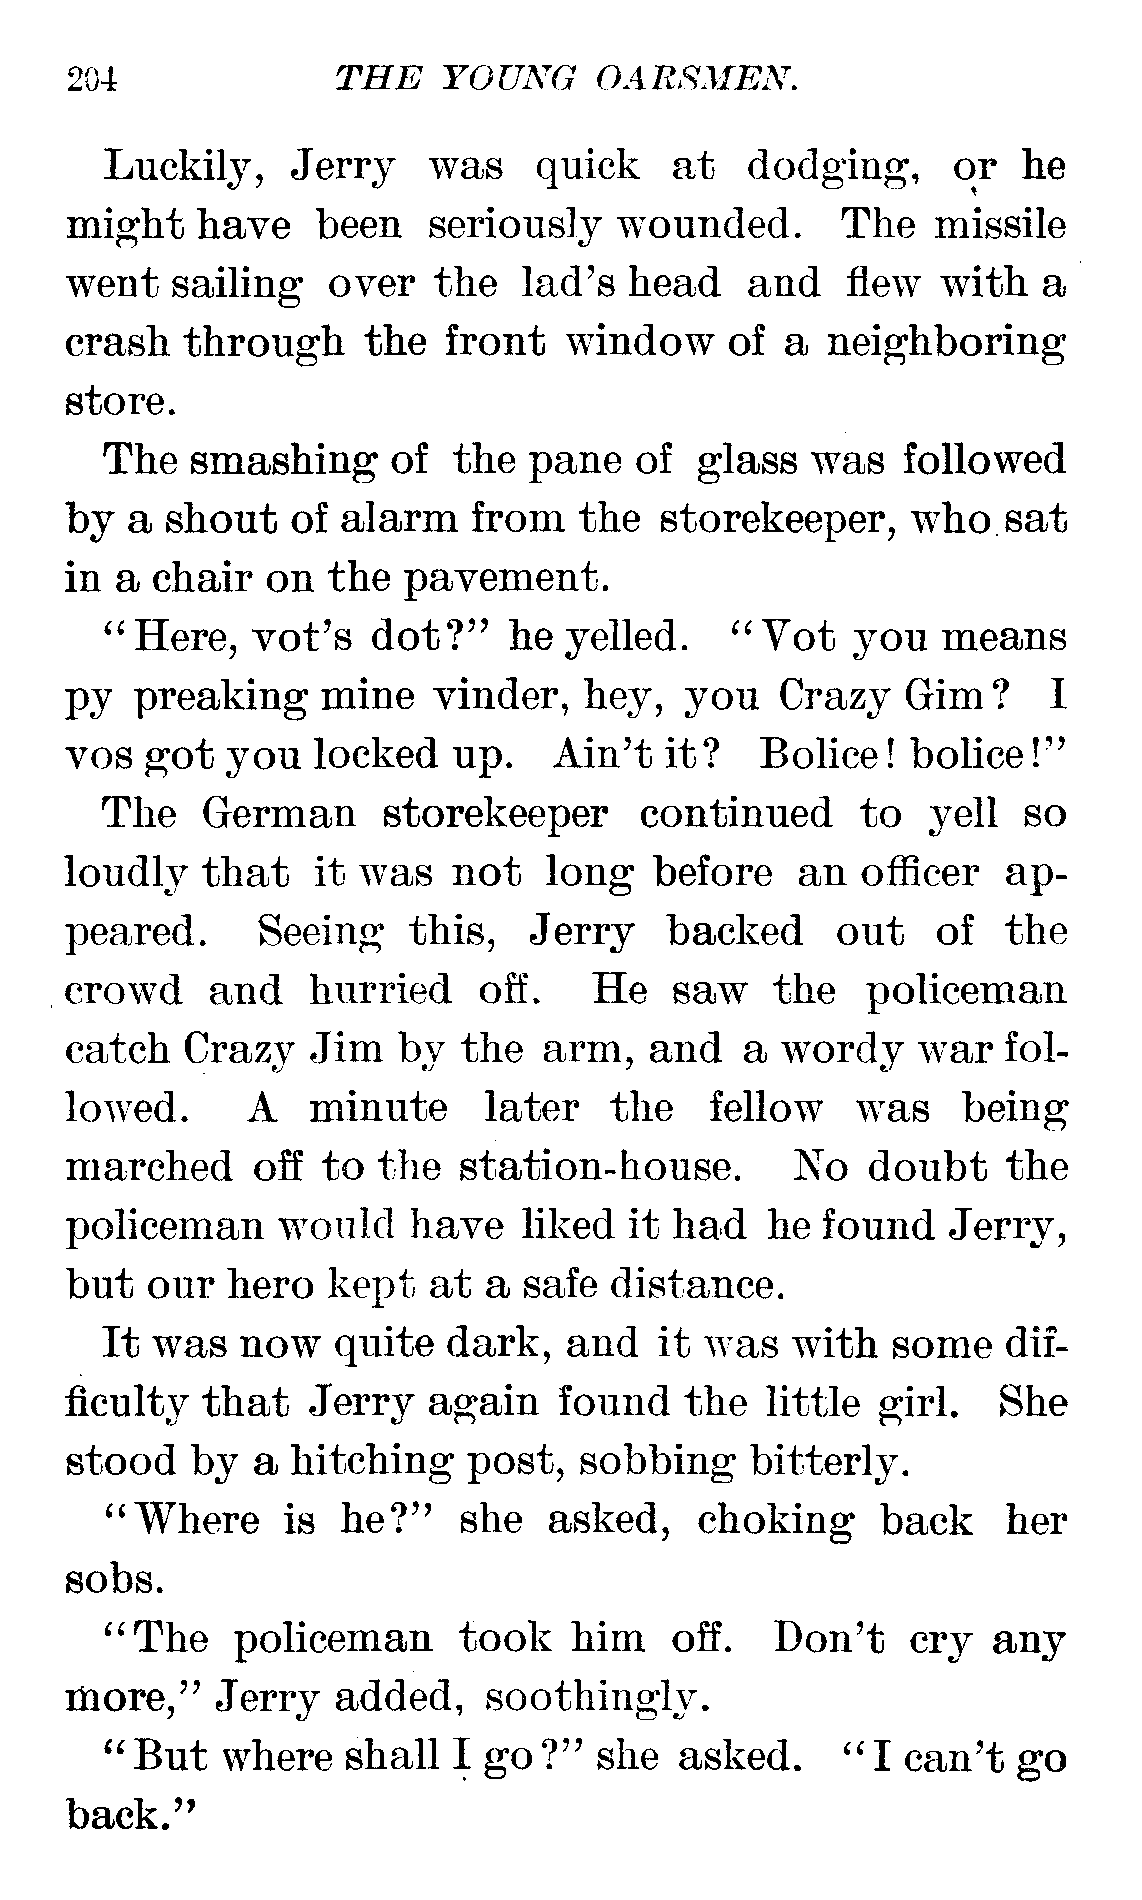 204 THE YOUNG OARSMEN.
Luckily, Jerry was quick at dodging, or he
might have been seriously wounded. The missile
went sailing over the lad's head and flew with a
crash through the front window of a neighboring
store.
The smashing of the pane of glass was followed
by a shout of alarm from the storekeeper, who sat
in a chair on the pavement.
"Here, vot's dot?" he yelled. "Vot you means
py preaking mine vinder, hey, you Crazy Gim? I
vos got you locked up. Ain't it? Bolice! bolice!"
The German storekeeper continued to yell so
loudly that it was not long before an officer ap-
peared. Seeing this, Jerry backed out of the
crowd and hurried off. He saw the policeman
catch Crazy Jim by the arm, and a wordy war fol-
lowed. A minute later the fellow was being
marched off to the station-house. No doubt the
policeman would have liked it had he found Jerry,
but our hero kept at a safe distance.
It was now quite dark, and it was with some dif-
ficulty that Jerry again found the little girl. She
stood by a hitching post, sobbing bitterly.
"Where is he?" she asked, choking back her
sobs.
"The policeman took him off. Don't cry any
more," Jerry added, soothingly.
"But where shall I go?" she asked. "I can't go
back."